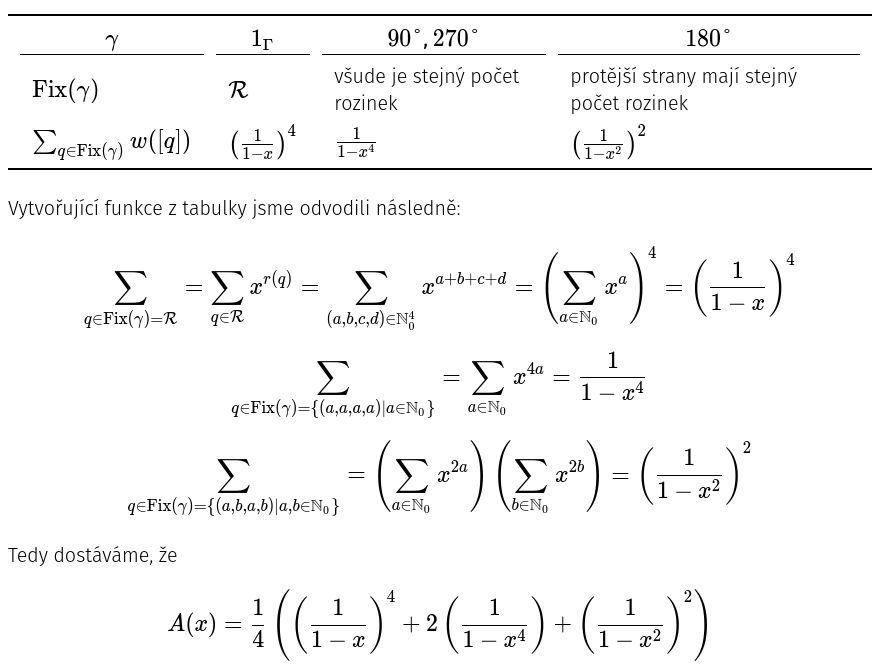 γ 1_Γ 90°, 270° 180°
Fix(γ) ℛ všude je stejný počet rozinek protější strany mají stejný počet rozinek
∑_{q∈Fix(γ)} w([q]) (1/(1−x))^4 1/(1−x^4) (1/(1−x^2))^2
Vytvořující funkce z tabulky jsme odvodili následně:
∑_{q∈Fix(γ)=ℛ} = ∑_{q∈ℛ} x^{r(q)} = ∑_{(a,b,c,d)∈ℕ_0^4} x^{a+b+c+d} = (∑_{a∈ℕ_0} x^a)^4 = (1/(1−x))^4
∑_{q∈Fix(γ)={(a,a,a,a)|a∈ℕ_0}} = ∑_{a∈ℕ_0} x^{4a} = 1/(1−x^4)
∑_{q∈Fix(γ)={(a,b,a,b)|a,b∈ℕ_0}} = (∑_{a∈ℕ_0} x^{2a}) (∑_{b∈ℕ_0} x^{2b}) = (1/(1−x^2))^2
Tedy dostáváme, že
A(x) = 1/4 ((1/(1−x))^4 + 2 (1/(1−x^4)) + (1/(1−x^2))^2)